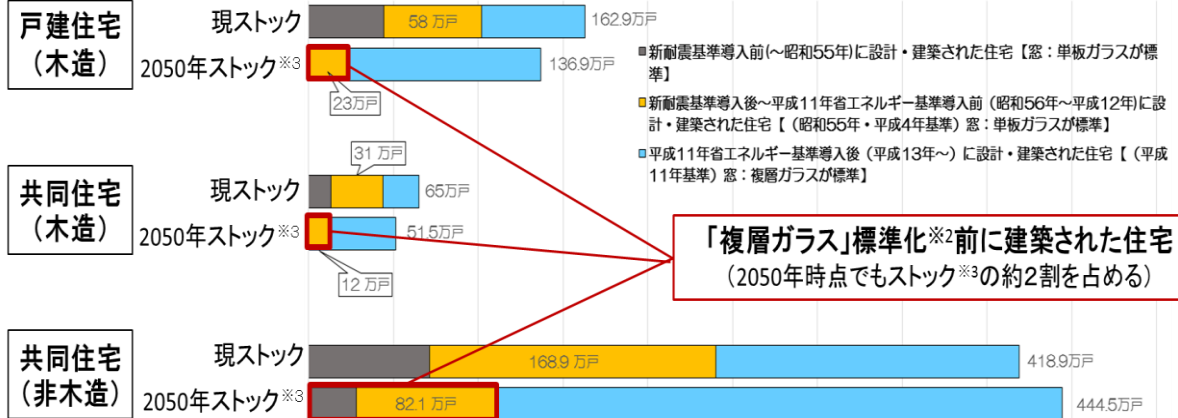 戸建住宅
（木造）
現ストック
58 万戸
162.9万戸
2050年ストック※3
136.9万戸
23万戸
■新耐震基準導入前(～昭和55年)に設計・建築された住宅【窓：単板ガラスが標
準】
■新耐震基準導入後～平成11年省エネルギー基準導入前（昭和56年～平成12年)に設
計・建築された住宅【（昭和55年・平成4年基準）窓：単板ガラスが標準】
■平成11年省エネルギー基準導入後（平成13年～）に設計・建築された住宅【（平成
11年基準）窓：複層ガラスが標準】
共同住宅
（木造）
31 万戸
現ストック
65万戸
2050年ストック※3
51.5万戸
12 万戸
「複層ガラス」標準化※2前に建築された住宅
（2050年時点でもストック※3の約２割を占める）
共同住宅
（非木造）
現ストック
168.9 万戸
418.9万戸
2050年ストック※3
82.1 万戸
444.5万戸